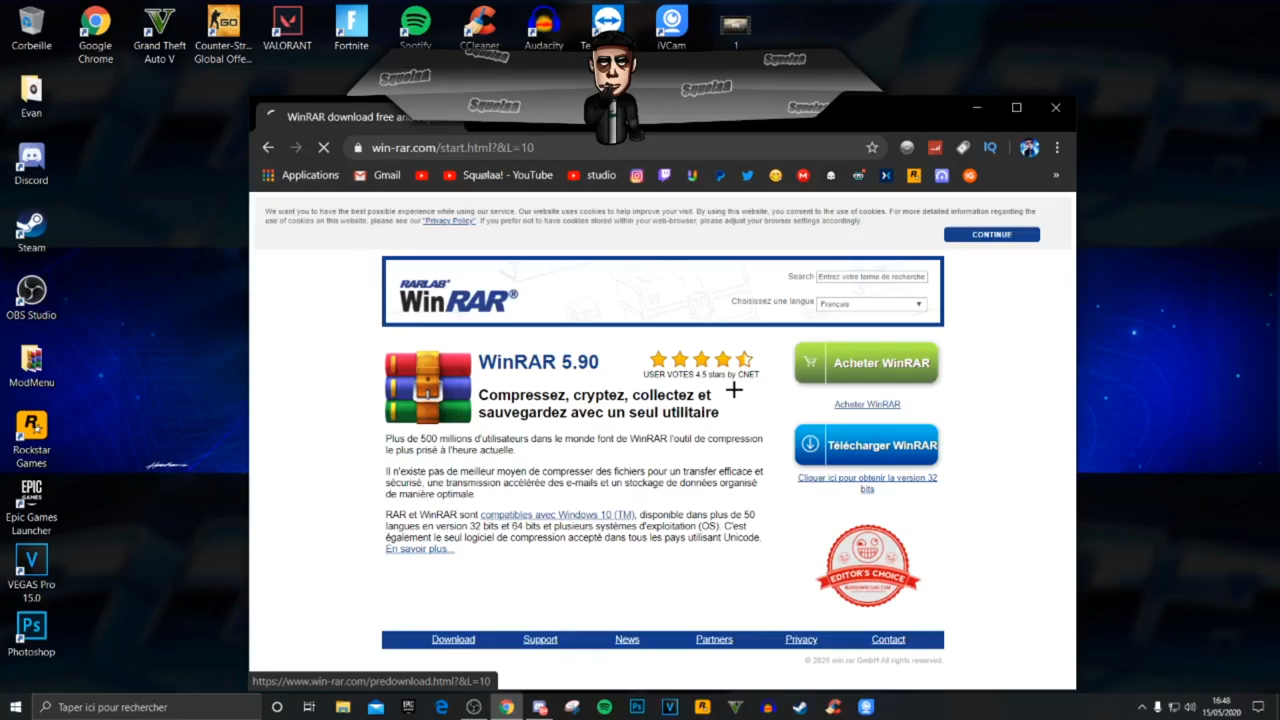 Corbeille
Google
Chrome
Grand Theft
Auto V
Counter-Str...
Global Offe...
VALORANT
Fortnite
Spotify
CCleaner
Audacity
iVCam
1
Evan
Discord
Steam
OBS Studio
ModMenu
Rockstar
Games
EPIC
GAMES
Epic Games
Launcher
VEGAS Pro
15.0
Photoshop
Squølaa
Squølaa
Squølaa
Squølaa
Squølaa
WinRAR download free an
win-rar.com/start.html?&L=10
Applications
Gmail
Squølaa! - YouTube
studio
»
We want you to have the best possible experience while using our service. Our website uses cookies to help improve your visit. By using this website, you consent to the use of cookies. For more detailed information regarding the
use of cookies on this website, please see our "Privacy Policy". If you prefer not to have cookies stored within your web-browser, please adjust your browser settings accordingly.
CONTINUE
RARLAB®
WinRAR®
Search Entrez votre terme de recherche
Choisissez une langue Français
WinRAR 5.90
USER VOTES 4.5 stars by CNET
Compressez, cryptez, collectez et
sauvegardez avec un seul utilitaire
Plus de 500 millions d'utilisateurs dans le monde font de WinRAR l'outil de compression
le plus prisé à l'heure actuelle.
Il n'existe pas de meilleur moyen de compresser des fichiers pour un transfer efficace et
sécurisé, une transmission accélérée des e-mails et un stockage de données organisé
de manière optimale.
RAR et WinRAR sont compatibles avec Windows 10 (TM), disponible dans plus de 50
langues en version 32 bits et 64 bits et plusieurs systèmes d'exploitation (OS). C'est
également le seul logiciel de compression accepté dans tous les pays utilisant Unicode.
En savoir plus...
Acheter WinRAR
Acheter WinRAR
Télécharger WinRAR
Cliquer ici pour obtenir la version 32
bits
EDITOR'S CHOICE
Download
Support
News
Partners
Privacy
Contact
© 2020 win.rar GmbH All rights reserved.
https://www.win-rar.com/predownload.html?&L=10
Taper ici pour rechercher
16:48
15/05/2020